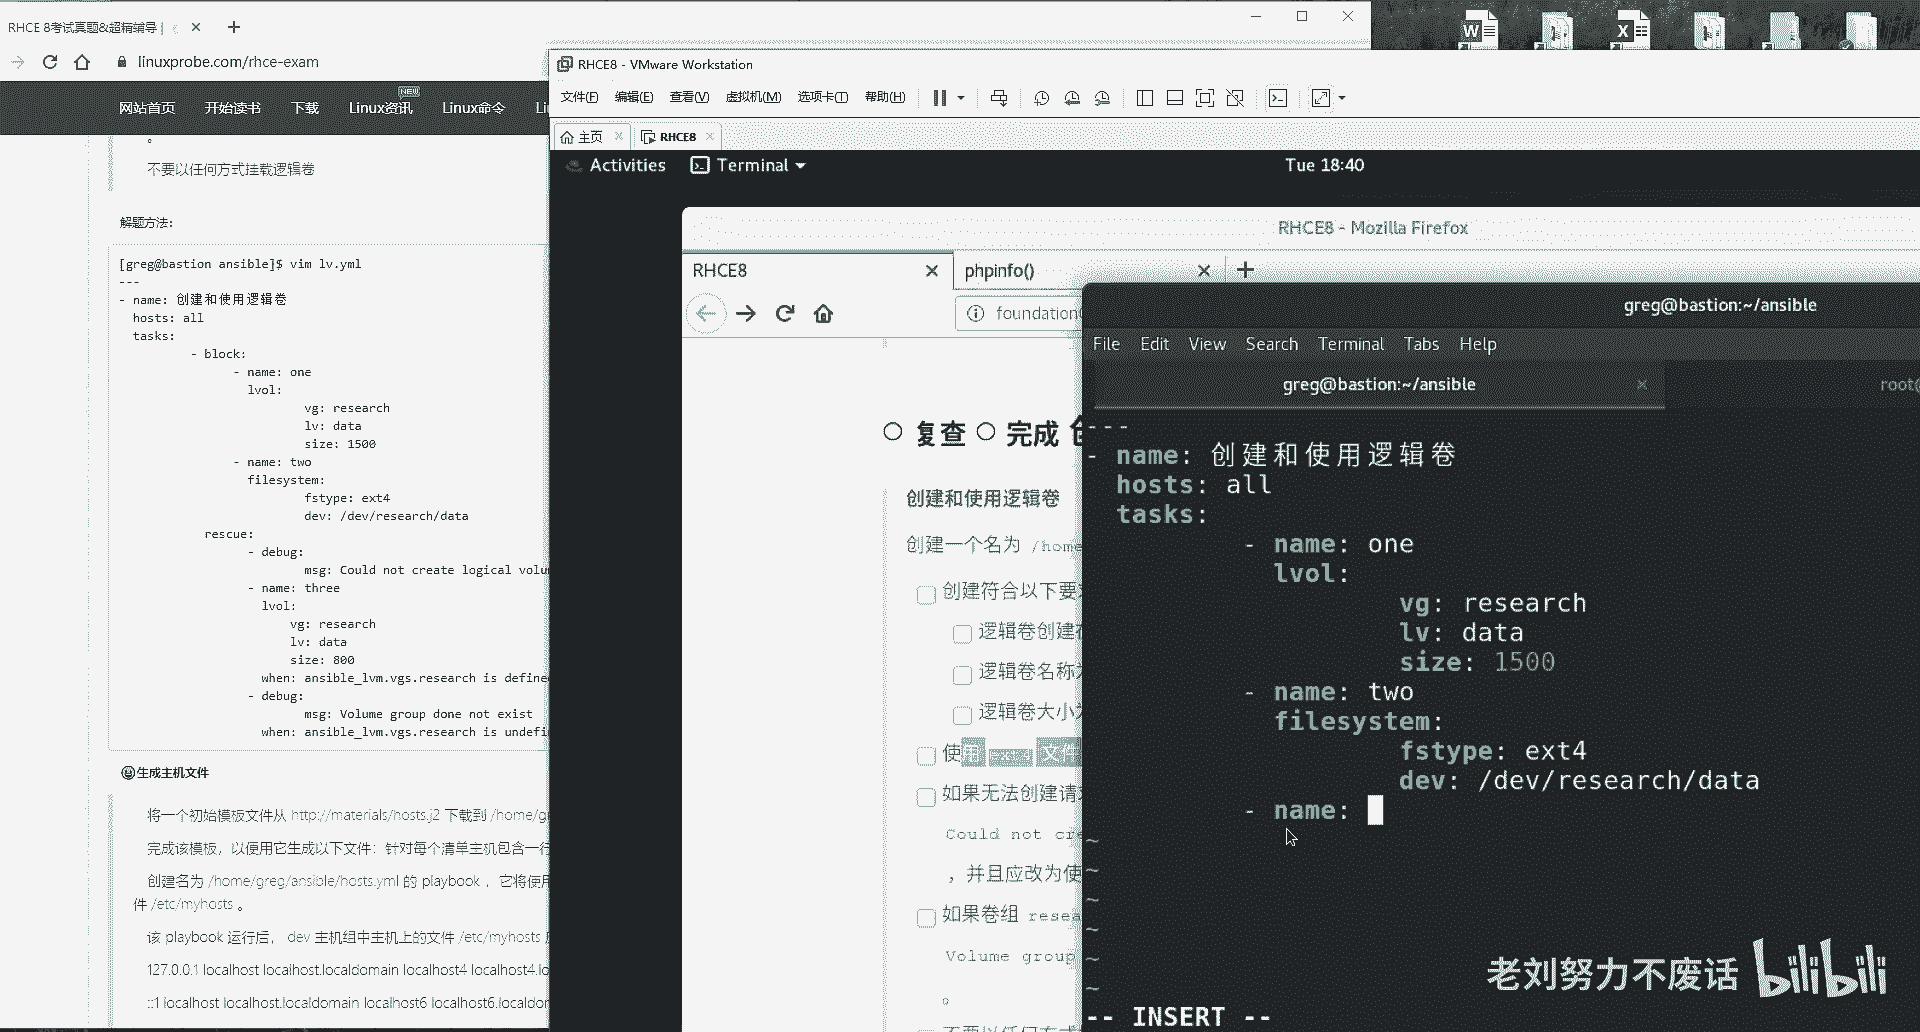 RHCE 8考试真题&超精辅导 |
linuxprobe.com/rhce-exam
网站首页 开始读书 下载 Linux资讯 NEW Linux命令 Li
。
不要以任何方式挂载逻辑卷
解题方法:
[greg@bastion ansible]$ vim lv.yml
---
- name: 创建和使用逻辑卷
hosts: all
tasks:
- block:
- name: one
lvol:
vg: research
lv: data
size: 1500
- name: two
filesystem:
fstype: ext4
dev: /dev/research/data
rescue:
- debug:
msg: Could not create logical volu
- name: three
lvol:
vg: research
lv: data
size: 800
when: ansible_lvm.vgs.research is define
- debug:
msg: Volume group done not exist
when: ansible_lvm.vgs.research is undefi
生成主机文件
将一个初始模板文件从 http://materials/hosts.j2 下载到 /home/g
完成该模板，以便用它生成以下文件：针对每个清单主机包含一行
创建名为 /home/greg/ansible/hosts.yml 的 playbook ，它将使用
件 /etc/myhosts 。
该 playbook 运行后， dev 主机组中主机上的文件 /etc/myhosts
127.0.0.1 localhost localhost.localdomain localhost4 localhost4.lo
::1 localhost localhost.localdomain localhost6 localhost6.localdor
RHCE8 - VMware Workstation
文件(F) 编辑(E) 查看(V) 虚拟机(M) 选项卡(T) 帮助(H)
主页 RHCE8
Activities Terminal Tue 18:40
RHCE8 - Mozilla Firefox
RHCE8 phpinfo()
foundation
复查 完成
创建和使用逻辑卷
创建一个名为 /home
创建符合以下要求
逻辑卷创建在
逻辑卷名称为
逻辑卷大小为
使用 ext4 文件
如果无法创建请求
Could not cre
，并且应改为使
如果卷组 resea
Volume group
。
不要以任何方式
greg@bastion:~/ansible
File Edit View Search Terminal Tabs Help
greg@bastion:~/ansible root@
---
- name: 创建和使用逻辑卷
hosts: all
tasks:
- name: one
lvol:
vg: research
lv: data
size: 1500
- name: two
filesystem:
fstype: ext4
dev: /dev/research/data
- name:
~
~
~
~
~
~
-- INSERT --
老刘努力不废话 bilibili